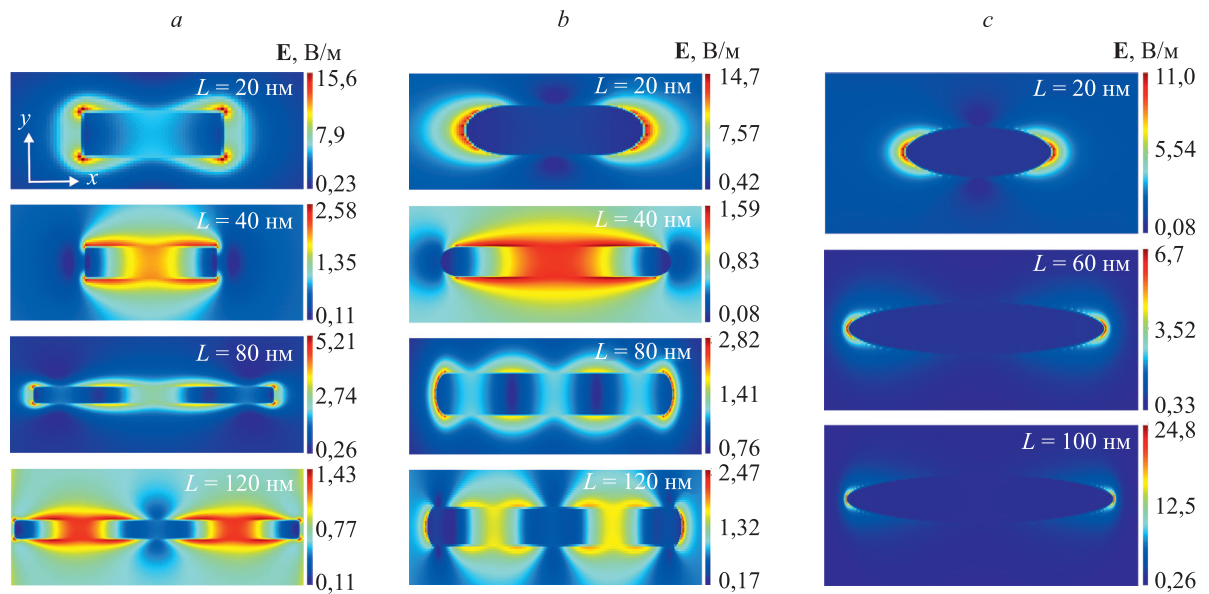 a
b
c
E, В/м
E, В/м
E, В/м
L = 20 нм
15,6
7,9
0,23
y
x
L = 40 нм
2,58
1,35
0,11
L = 80 нм
5,21
2,74
0,26
L = 120 нм
1,43
0,77
0,11
L = 20 нм
14,7
7,57
0,42
L = 40 нм
1,59
0,83
0,08
L = 80 нм
2,82
1,41
0,76
L = 120 нм
2,47
1,32
0,17
L = 20 нм
11,0
5,54
0,08
L = 60 нм
6,7
3,52
0,33
L = 100 нм
24,8
12,5
0,26